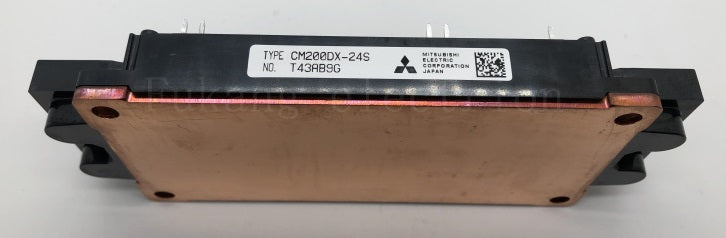 TYPE CM200DX-24S
NO. T43AB9G
MITSUBISHI
ELECTRIC
CORPORATION
JAPAN